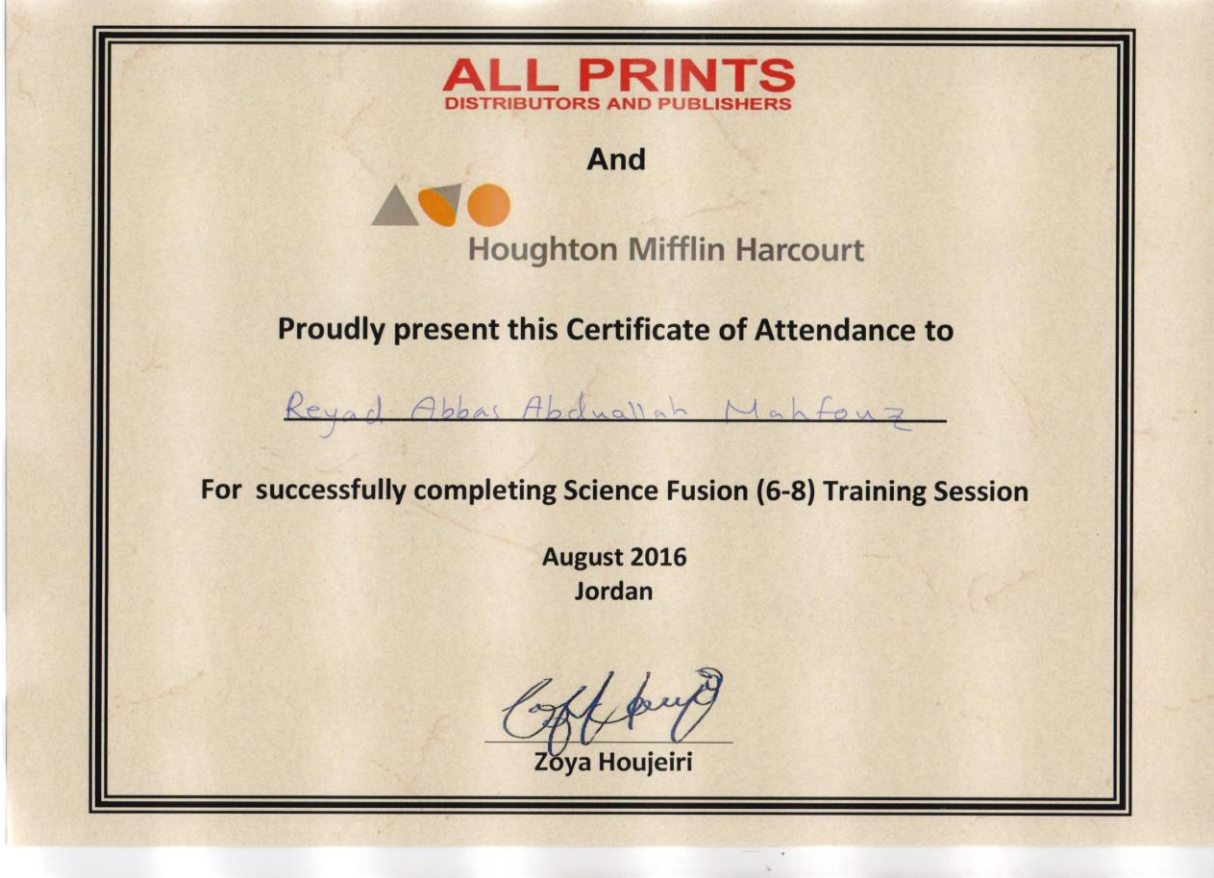 ALL PRINTS
DISTRIBUTORS AND PUBLISHERS
And
Houghton Mifflin Harcourt
Proudly present this Certificate of Attendance to
Reyad Abbas Abduallah Mahfouz
For successfully completing Science Fusion (6-8) Training Session
August 2016
Jordan
Zoya Houjeiri